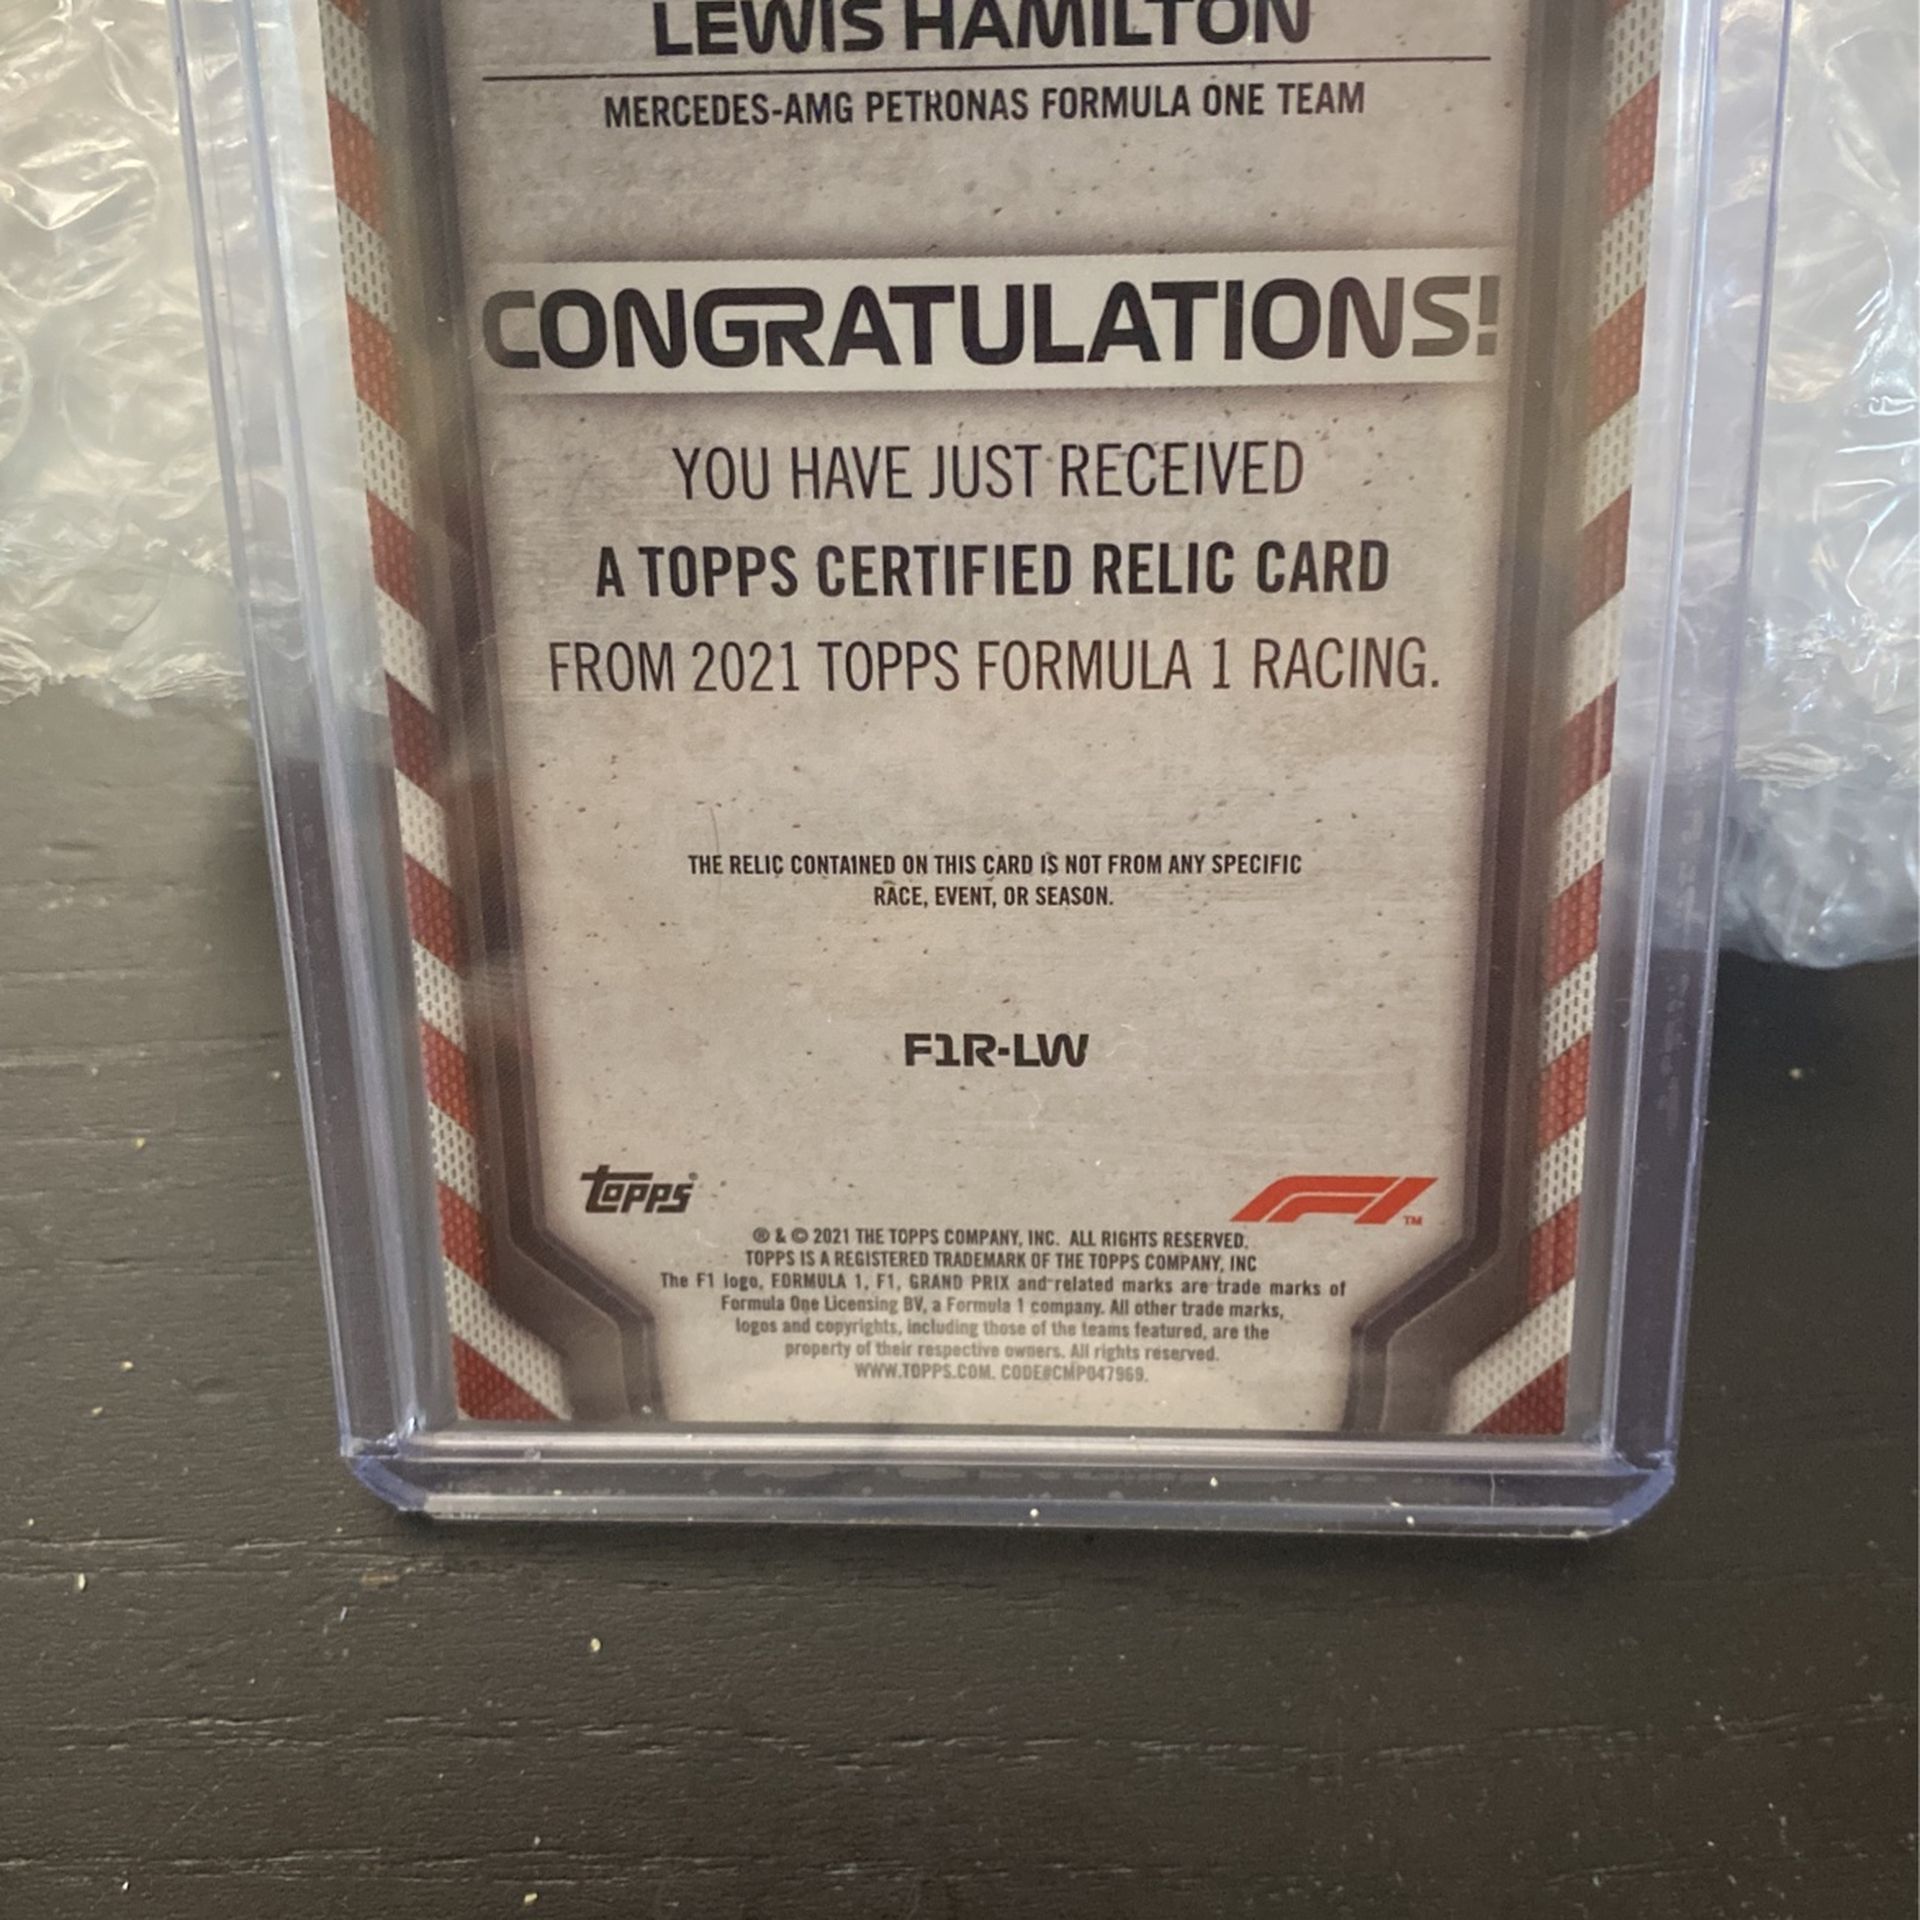 LEWIS HAMILTON
MERCEDES-AMG PETRONAS FORMULA ONE TEAM
CONGRATULATIONS!
YOU HAVE JUST RECEIVED
A TOPPS CERTIFIED RELIC CARD
FROM 2021 TOPPS FORMULA 1 RACING.
THE RELIC CONTAINED ON THIS CARD IS NOT FROM ANY SPECIFIC
RACE, EVENT, OR SEASON.
F1R-LW
topps®
F1™
® & © 2021 THE TOPPS COMPANY, INC. ALL RIGHTS RESERVED.
TOPPS IS A REGISTERED TRADEMARK OF THE TOPPS COMPANY, INC
The F1 logo, FORMULA 1, F1, GRAND PRIX and related marks are trade marks of
Formula One Licensing BV, a Formula 1 company. All other trade marks,
logos and copyrights, including those of the teams featured, are the
property of their respective owners. All rights reserved.
WWW.TOPPS.COM. CODE#CMP047969.